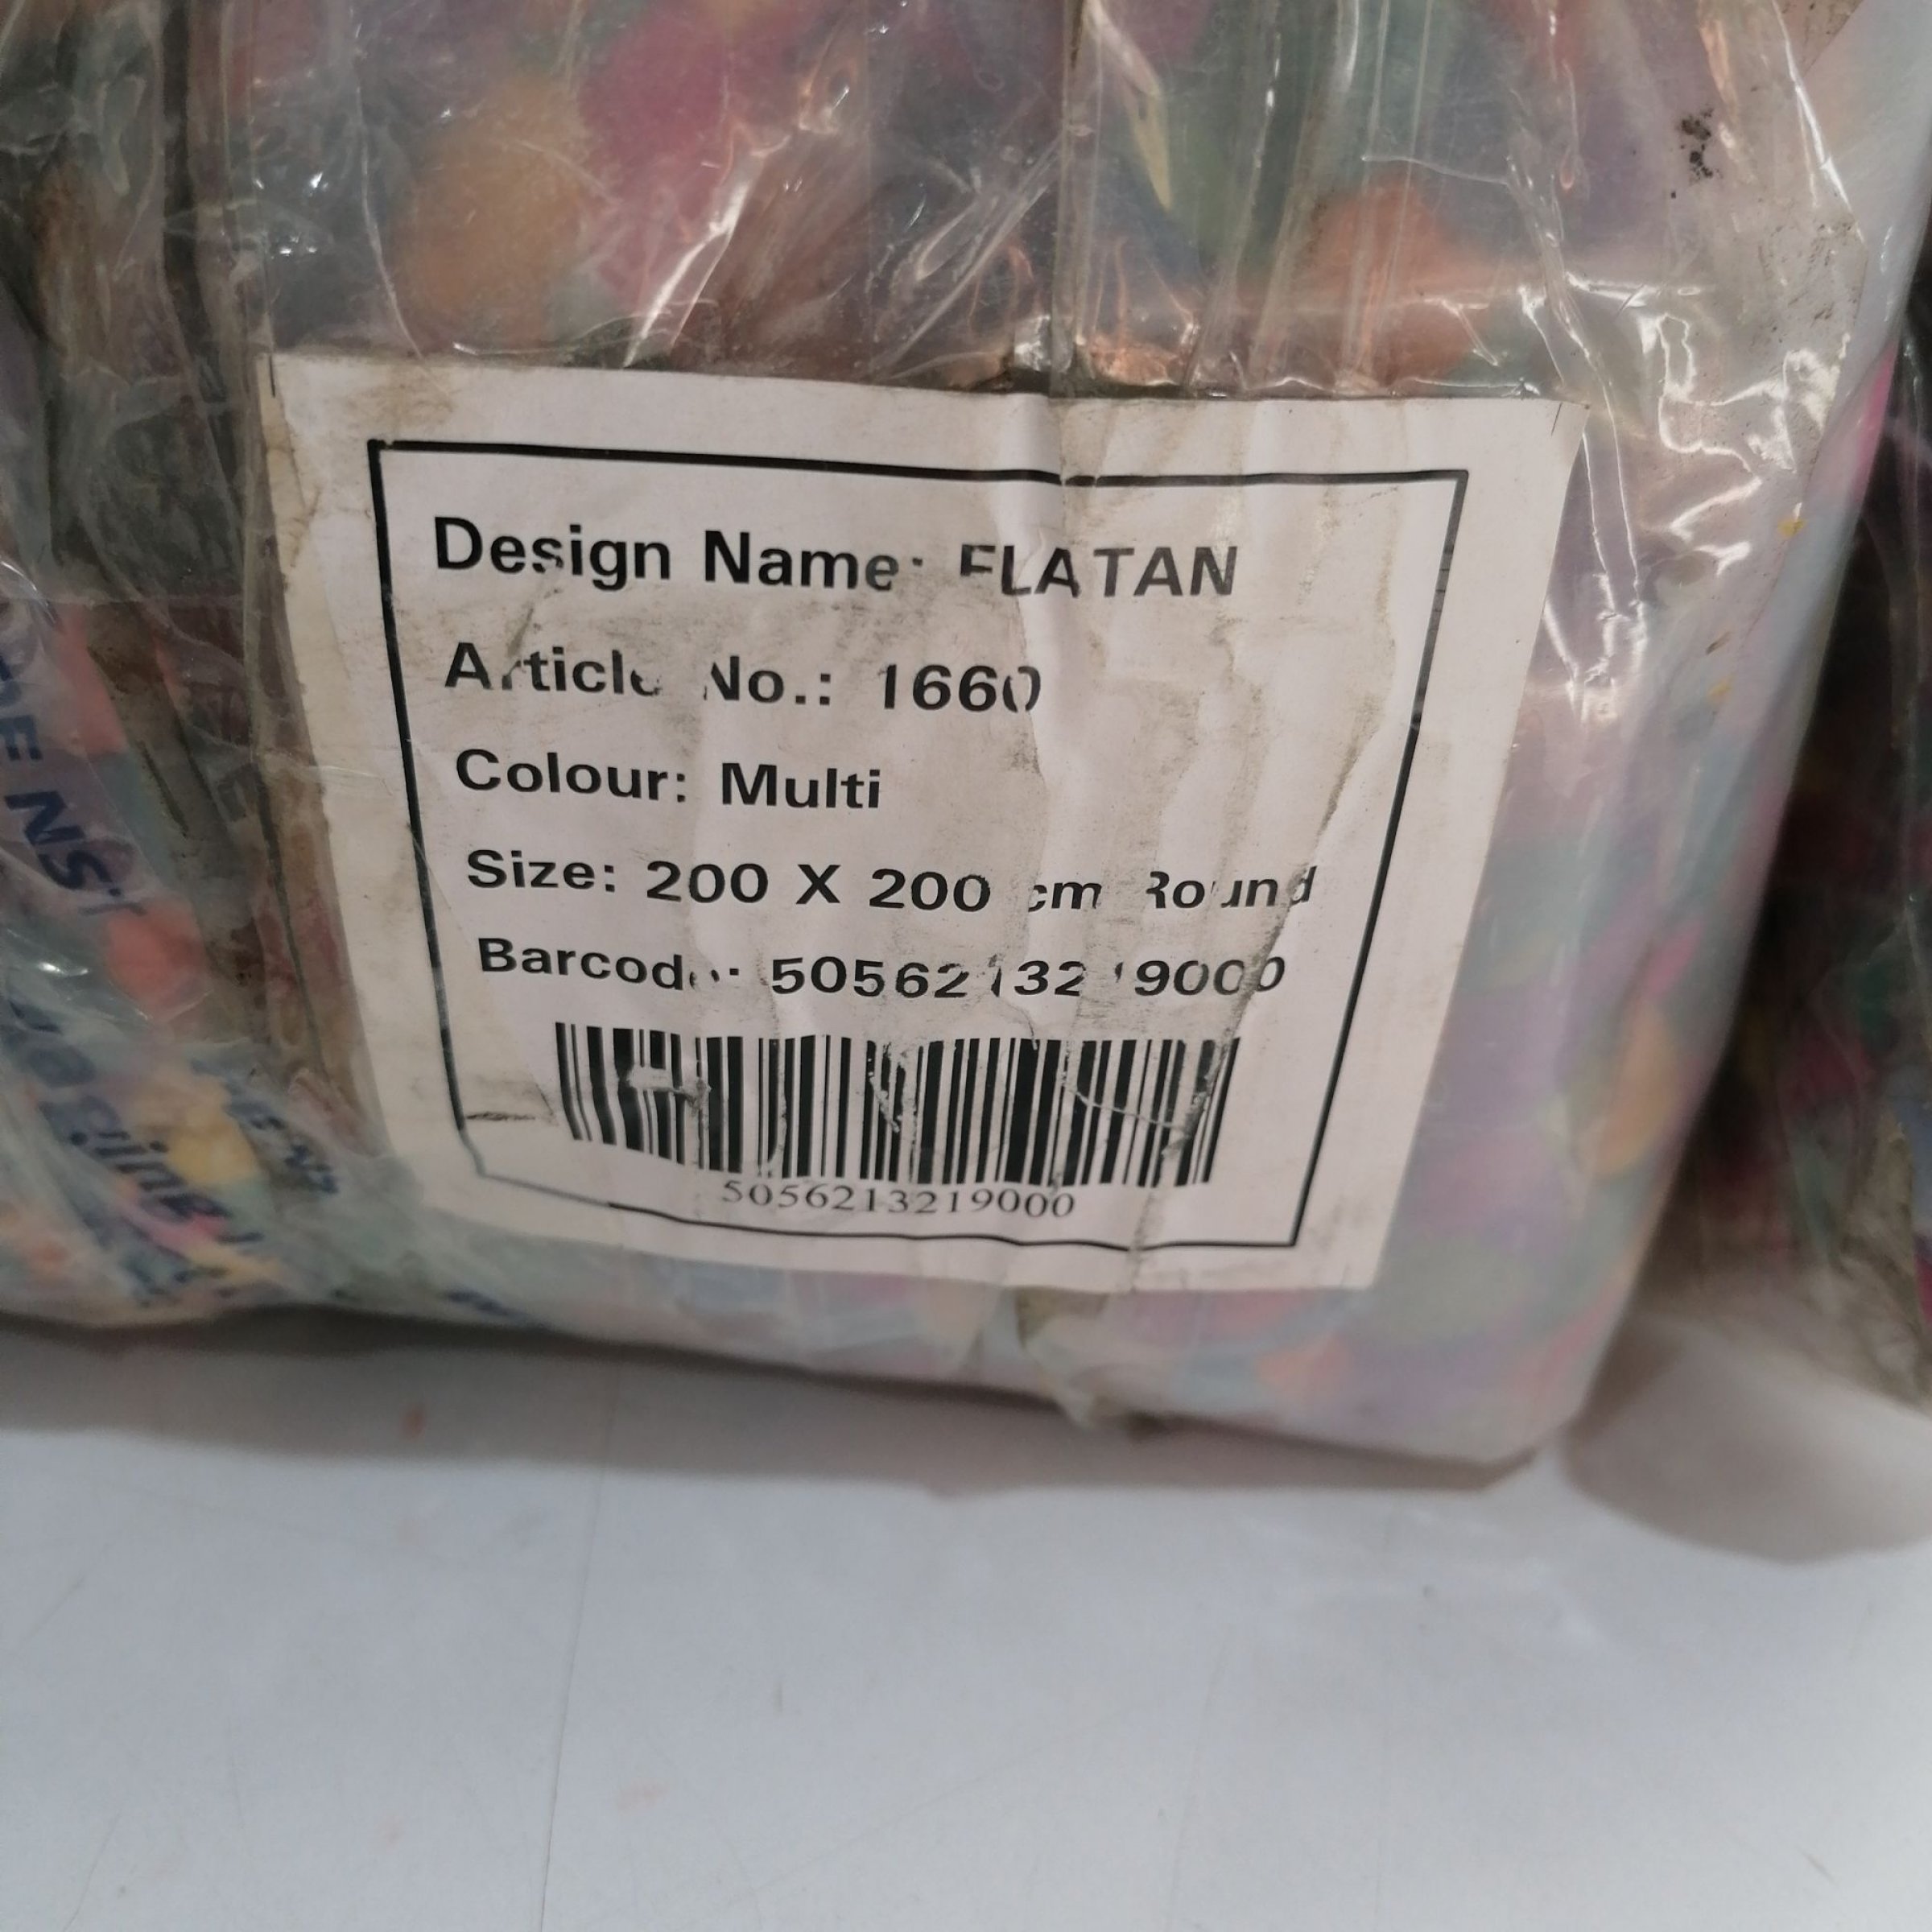 Design Name: FLATAN
Article No.: 1660
Colour: Multi
Size: 200 X 200 cm Round
Barcode: 5056213219000
5056213219000